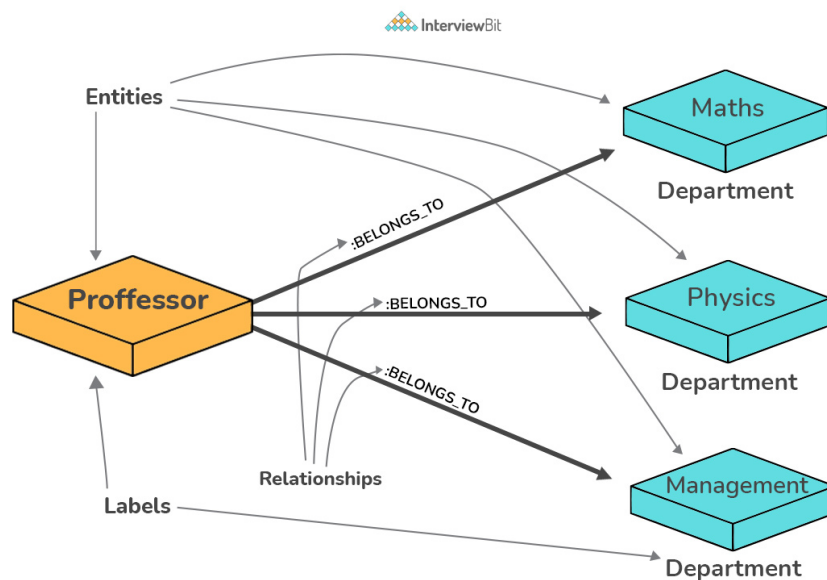 InterviewBit
Entities
Maths
Department
:BELONGS_TO
Proffessor
:BELONGS_TO
Physics
Department
:BELONGS_TO
Relationships
Management
Labels
Department